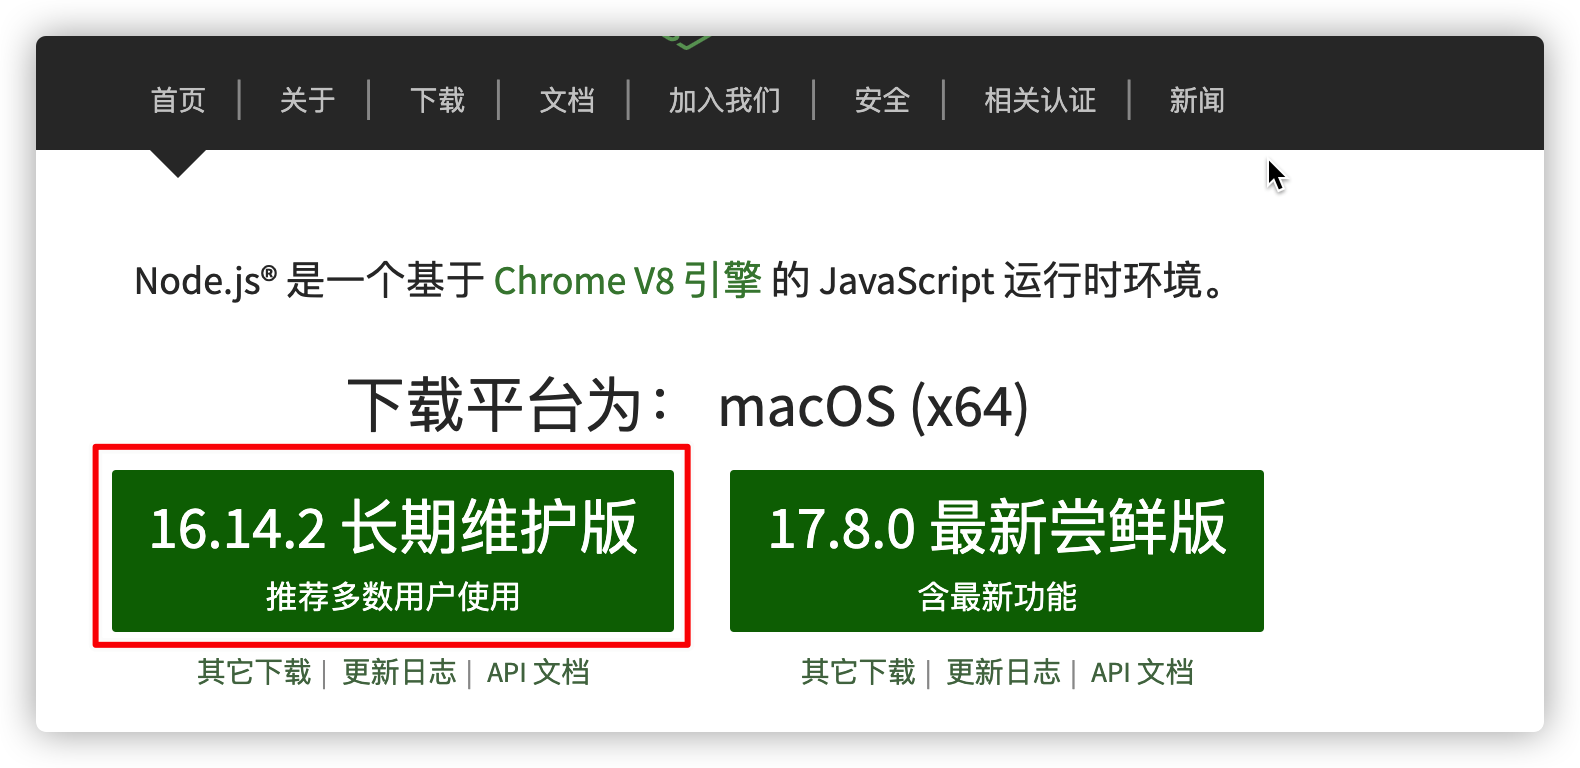 首页 | 关于 | 下载 | 文档 | 加入我们 | 安全 | 相关认证 | 新闻
Node.js® 是一个基于 Chrome V8 引擎 的 JavaScript 运行时环境。
下载平台为： macOS (x64)
16.14.2 长期维护版
推荐多数用户使用
17.8.0 最新尝鲜版
含最新功能
其它下载 | 更新日志 | API 文档
其它下载 | 更新日志 | API 文档